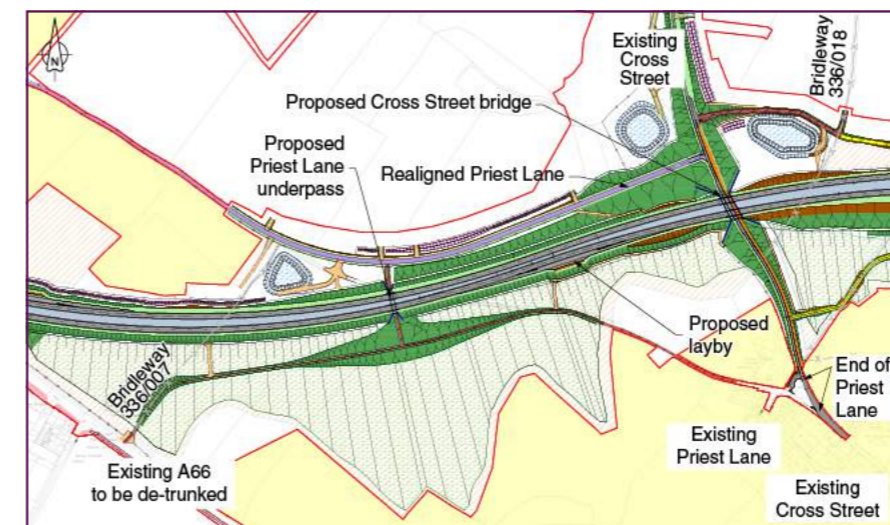 N
Existing
Cross
Street
Bridleway
336/018
Proposed Cross Street bridge
Proposed
Priest Lane
underpass
Realigned Priest Lane
Proposed
layby
End of
Priest
Lane
Bridleway
336/007
Existing
Priest Lane
Existing A66
to be de-trunked
Existing
Cross Street